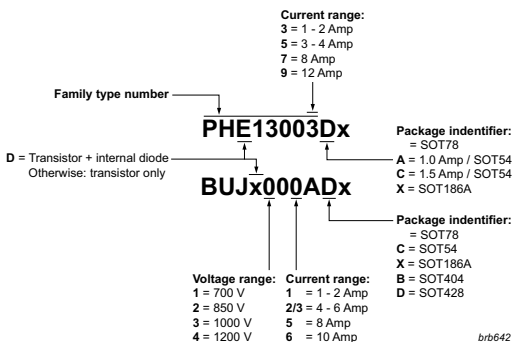 Current range:
3 = 1 - 2 Amp
5 = 3 - 4 Amp
7 = 8 Amp
9 = 12 Amp
Family type number
PHE13003Dx
D = Transistor + internal diode
Otherwise: transistor only
Package indentifier:
= SOT78
A = 1.0 Amp / SOT54
C = 1.5 Amp / SOT54
X = SOT186A
BUJx000ADx
Package indentifier:
= SOT78
C = SOT54
X = SOT186A
B = SOT404
D = SOT428
Voltage range:
1 = 700 V
2 = 850 V
3 = 1000 V
4 = 1200 V
Current range:
1 = 1 - 2 Amp
2/3 = 4 - 6 Amp
5 = 8 Amp
6 = 10 Amp
brb642